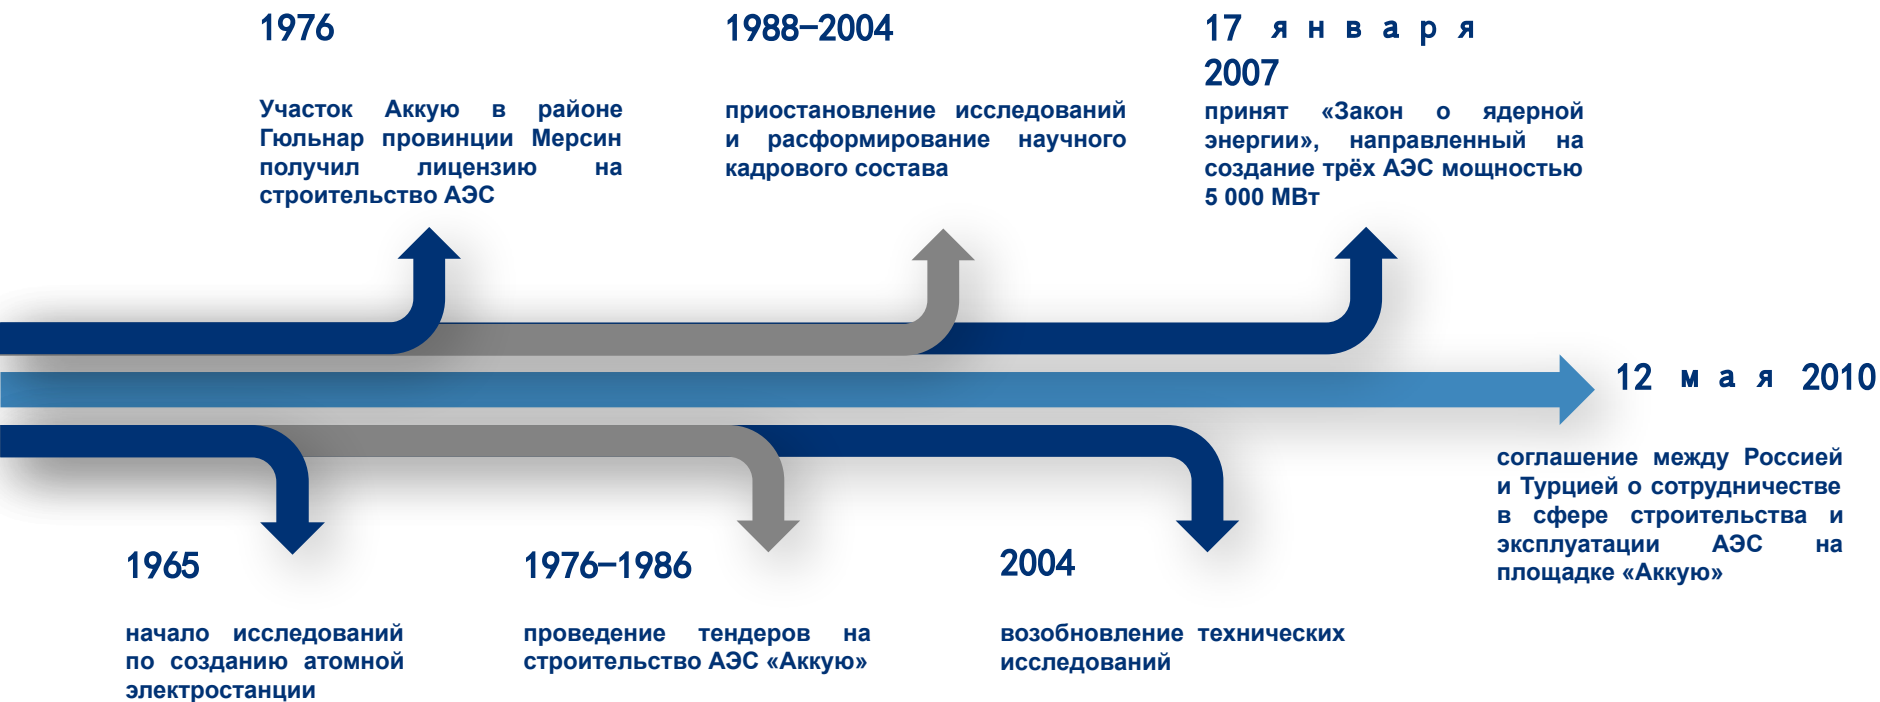 1976
Участок Аккую в районе
Гюльнар провинции Мерсин
получил лицензию на
строительство АЭС
1988–2004
приостановление исследований
и расформирование научного
кадрового состава
17 января
2007
принят «Закон о ядерной
энергии», направленный на
создание трёх АЭС мощностью
5 000 МВт
12 мая 2010
соглашение между Россией
и Турцией о сотрудничестве
в сфере строительства и
эксплуатации АЭС на
площадке «Аккую»
1965
начало исследований
по созданию атомной
электростанции
1976–1986
проведение тендеров на
строительство АЭС «Аккую»
2004
возобновление технических
исследований